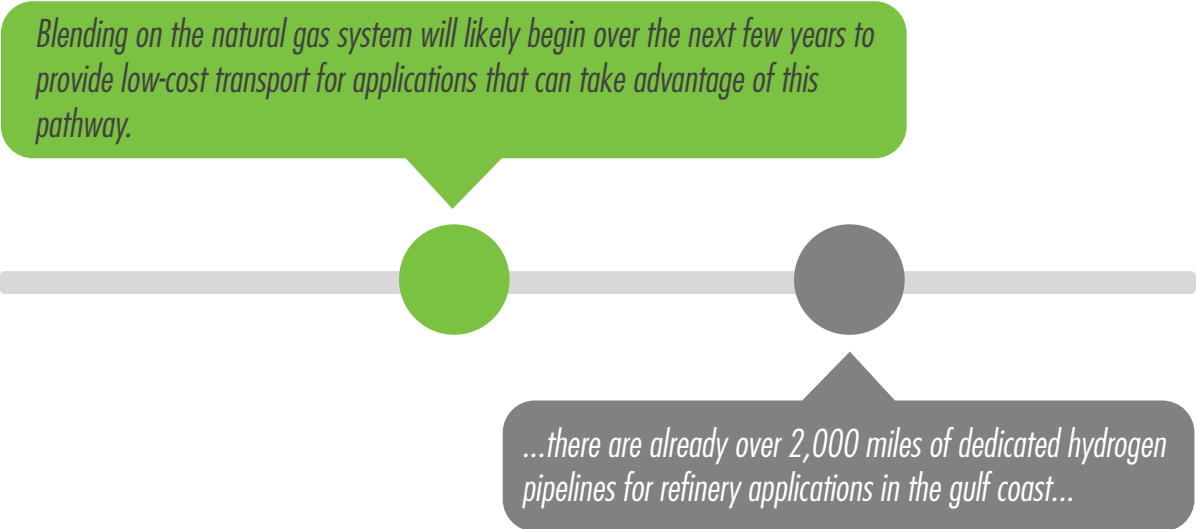 Blending on the natural gas system will likely begin over the next few years to
provide low-cost transport for applications that can take advantage of this
pathway.
...there are already over 2,000 miles of dedicated hydrogen
pipelines for refinery applications in the gulf coast...